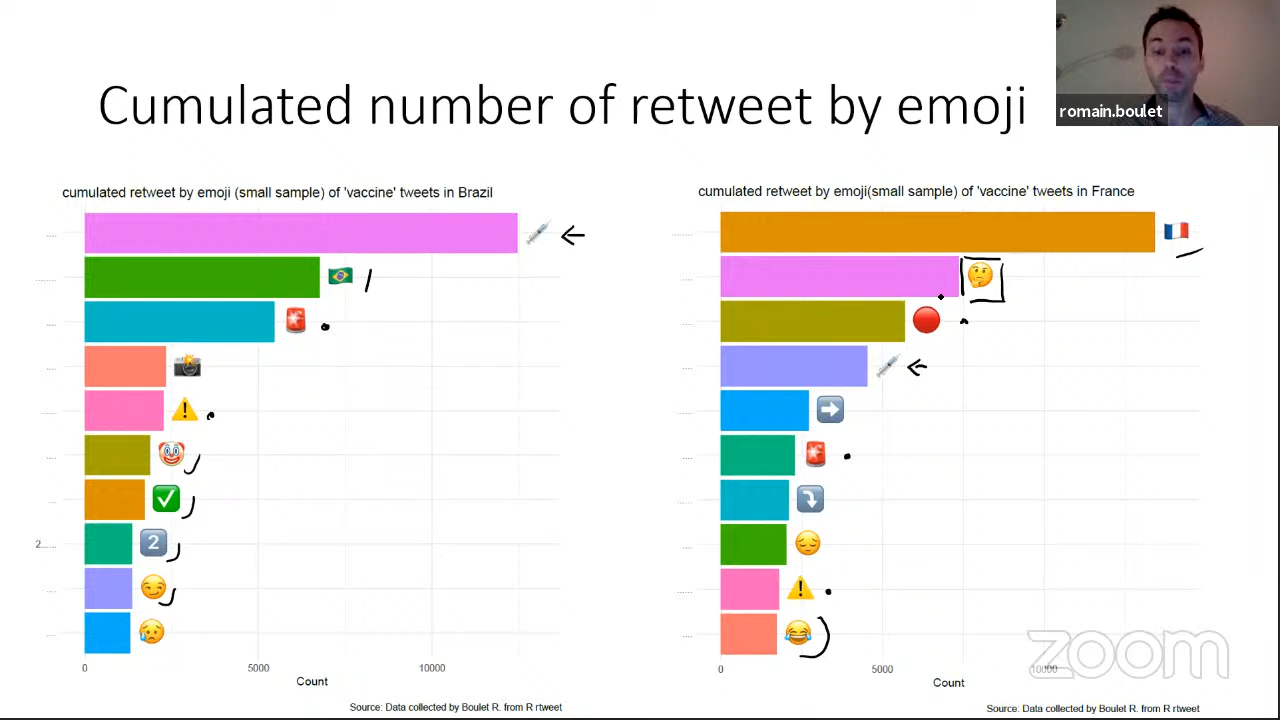 Cumulated number of retweet by emoji
romain.boulet
cumulated retweet by emoji (small sample) of 'vaccine' tweets in Brazil
2......
0 5000 10000
Count
Source: Data collected by Boulet R. from R rtweet
cumulated retweet by emoji(small sample) of 'vaccine' tweets in France
0 5000 10000
Count
Source: Data collected by Boulet R. from R rtweet
zoom